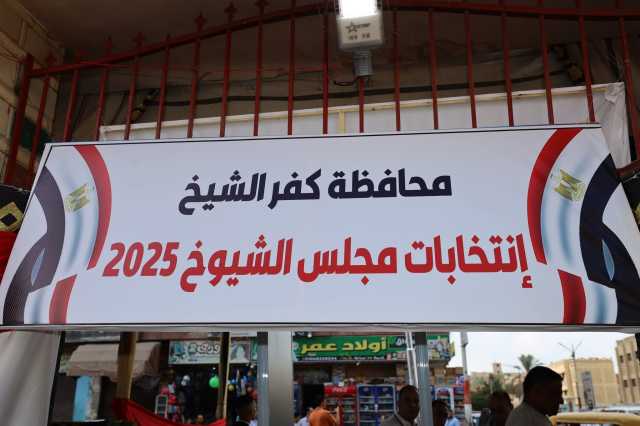 محافظة كفر الشيخ
إنتخابات مجلس الشيوخ 2025
أولاد عمر